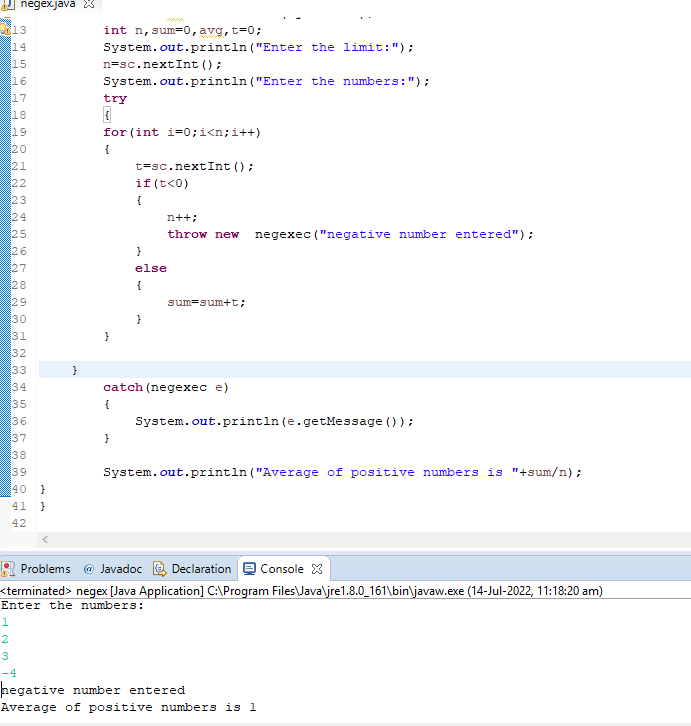 negex.java
13 int n,sum=0,avg,t=0;
14 System.out.println("Enter the limit:");
15 n=sc.nextInt();
16 System.out.println("Enter the numbers:");
17 try
18 {
19 for(int i=0;i<n;i++)
20 {
21 t=sc.nextInt();
22 if(t<0)
23 {
24 n++;
25 throw new  negexec("negative number entered");
26 }
27 else
28 {
29 sum=sum+t;
30 }
31 }
32
33 }
34 catch(negexec e)
35 {
36 System.out.println(e.getMessage());
37 }
38
39 System.out.println("Average of positive numbers is "+sum/n);
40 }
41 }
42
Problems @ Javadoc Declaration Console
<terminated> negex [Java Application] C:\Program Files\Java\jre1.8.0_161\bin\javaw.exe (14-Jul-2022, 11:18:20 am)
Enter the numbers:
1
2
3
-4
negative number entered
Average of positive numbers is 1